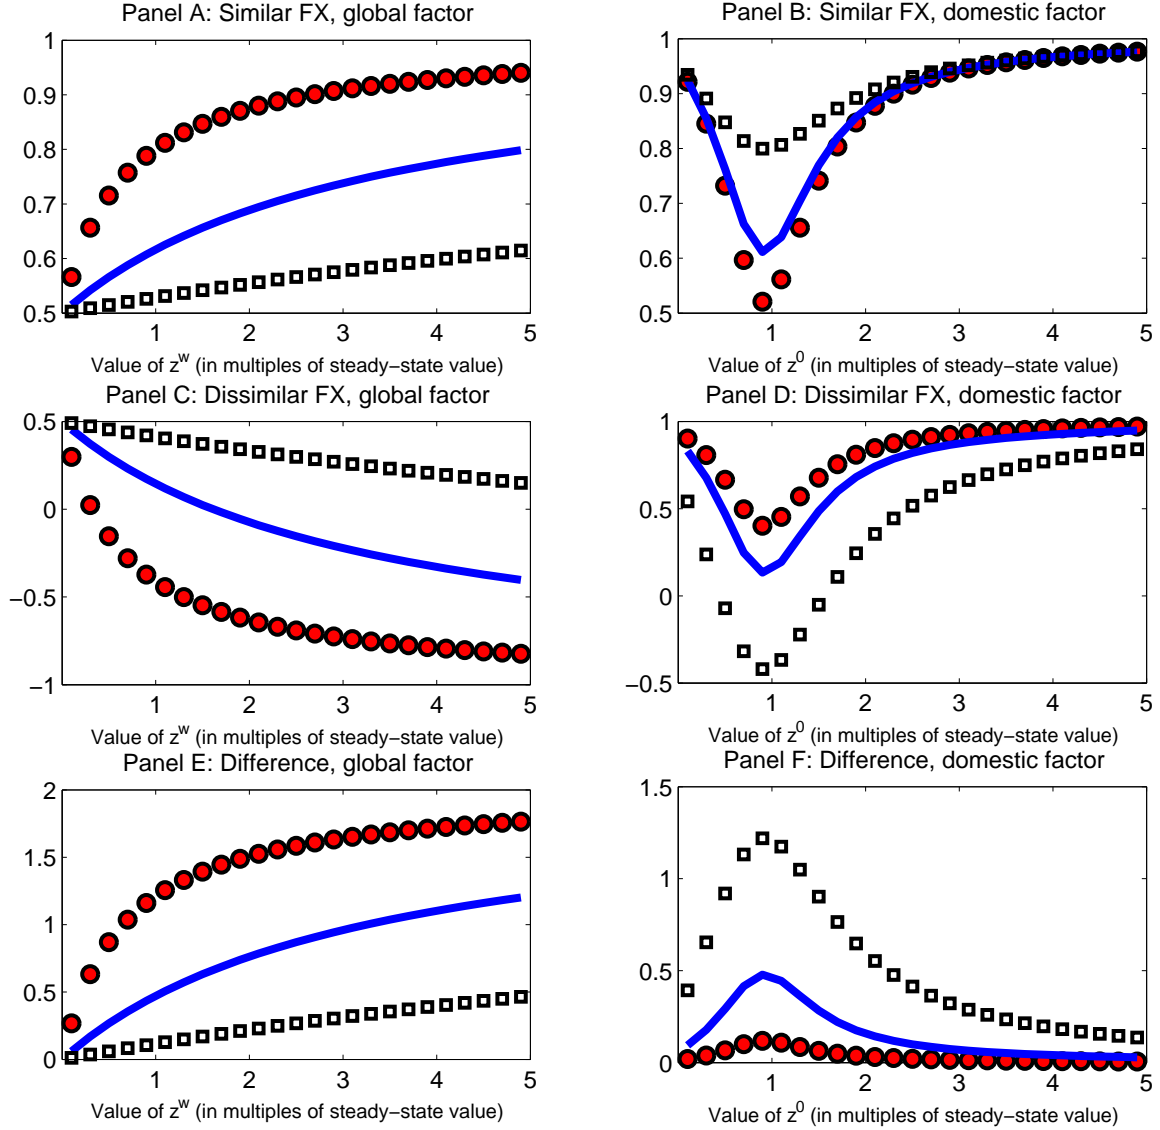 Panel A: Similar FX, global factor
1
0.9
0.8
0.7
0.6
0.5
1 2 3 4 5
Value of z^w (in multiples of steady−state value)
Panel B: Similar FX, domestic factor
1
0.9
0.8
0.7
0.6
0.5
1 2 3 4 5
Value of z^0 (in multiples of steady−state value)
Panel C: Dissimilar FX, global factor
0.5
0
−0.5
−1
1 2 3 4 5
Value of z^w (in multiples of steady−state value)
Panel D: Dissimilar FX, domestic factor
1
0.5
0
−0.5
1 2 3 4 5
Value of z^0 (in multiples of steady−state value)
Panel E: Difference, global factor
2
1.5
1
0.5
0
1 2 3 4 5
Value of z^w (in multiples of steady−state value)
Panel F: Difference, domestic factor
1.5
1
0.5
0
1 2 3 4 5
Value of z^0 (in multiples of steady−state value)